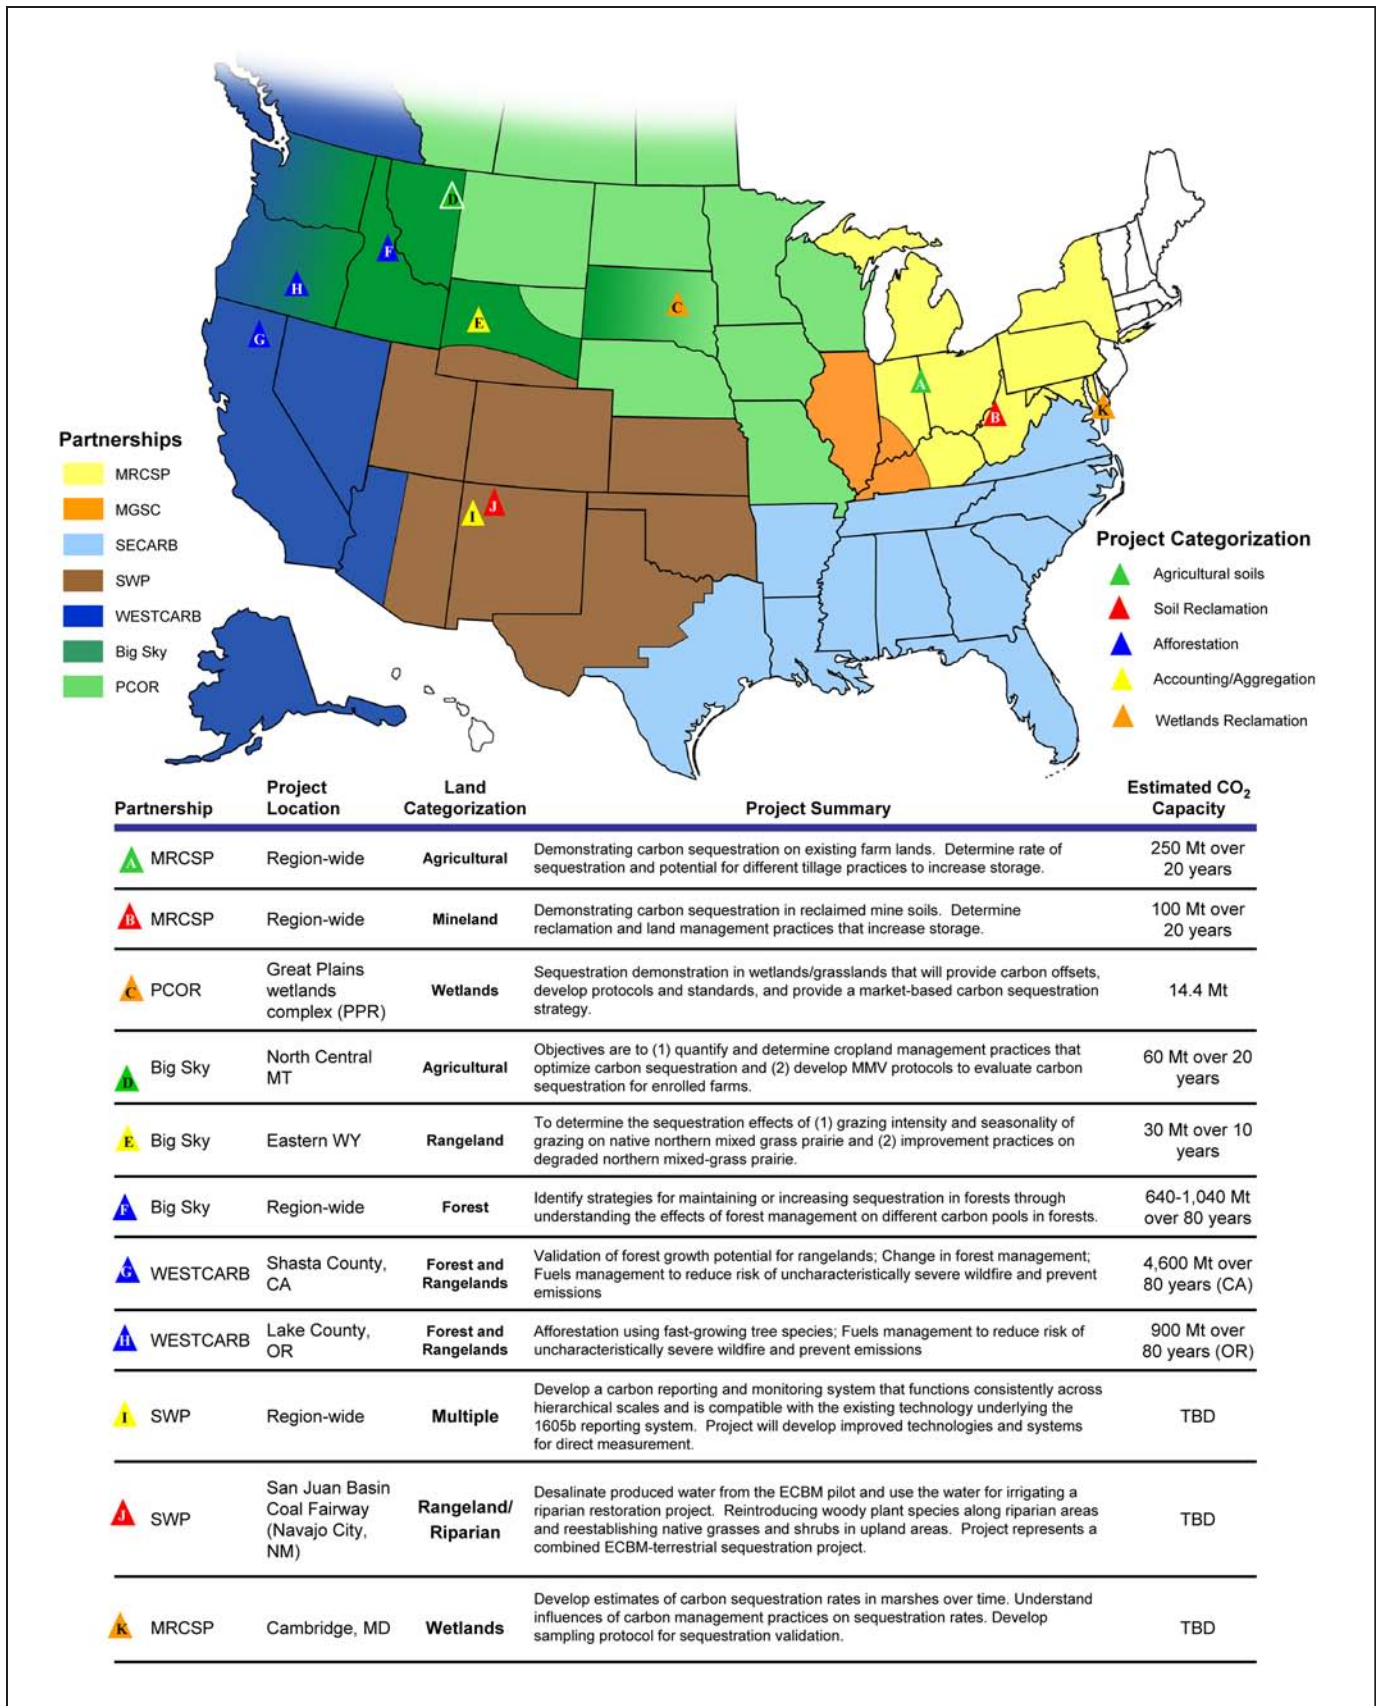 D
F
H
E
C
G
A
B
K
I
J
Partnerships
MRCSP
MGSC
SECARB
SWP
WESTCARB
Big Sky
PCOR
Project Categorization
Agricultural soils
Soil Reclamation
Afforestation
Accounting/Aggregation
Wetlands Reclamation
Partnership
Project
Location
Land
Categorization
Project Summary
Estimated CO2
Capacity
A MRCSP
Region-wide
Agricultural
Demonstrating carbon sequestration on existing farm lands. Determine rate of
sequestration and potential for different tillage practices to increase storage.
250 Mt over
20 years
B MRCSP
Region-wide
Mineland
Demonstrating carbon sequestration in reclaimed mine soils. Determine
reclamation and land management practices that increase storage.
100 Mt over
20 years
C PCOR
Great Plains
wetlands
complex (PPR)
Wetlands
Sequestration demonstration in wetlands/grasslands that will provide carbon offsets,
develop protocols and standards, and provide a market-based carbon sequestration
strategy.
14.4 Mt
D Big Sky
North Central
MT
Agricultural
Objectives are to (1) quantify and determine cropland management practices that
optimize carbon sequestration and (2) develop MMV protocols to evaluate carbon
sequestration for enrolled farms.
60 Mt over 20
years
E Big Sky
Eastern WY
Rangeland
To determine the sequestration effects of (1) grazing intensity and seasonality of
grazing on native northern mixed grass prairie and (2) improvement practices on
degraded northern mixed-grass prairie.
30 Mt over 10
years
F Big Sky
Region-wide
Forest
Identify strategies for maintaining or increasing sequestration in forests through
understanding the effects of forest management on different carbon pools in forests.
640-1,040 Mt
over 80 years
G WESTCARB
Shasta County,
CA
Forest and
Rangelands
Validation of forest growth potential for rangelands; Change in forest management;
Fuels management to reduce risk of uncharacteristically severe wildfire and prevent
emissions
4,600 Mt over
80 years (CA)
H WESTCARB
Lake County,
OR
Forest and
Rangelands
Afforestation using fast-growing tree species; Fuels management to reduce risk of
uncharacteristically severe wildfire and prevent emissions
900 Mt over
80 years (OR)
I SWP
Region-wide
Multiple
Develop a carbon reporting and monitoring system that functions consistently across
hierarchical scales and is compatible with the existing technology underlying the
1605b reporting system. Project will develop improved technologies and systems
for direct measurement.
TBD
J SWP
San Juan Basin
Coal Fairway
(Navajo City,
NM)
Rangeland/
Riparian
Desalinate produced water from the ECBM pilot and use the water for irrigating a
riparian restoration project. Reintroducing woody plant species along riparian areas
and reestablishing native grasses and shrubs in upland areas. Project represents a
combined ECBM-terrestrial sequestration project.
TBD
K MRCSP
Cambridge, MD
Wetlands
Develop estimates of carbon sequestration rates in marshes over time. Understand
influences of carbon management practices on sequestration rates. Develop
sampling protocol for sequestration validation.
TBD